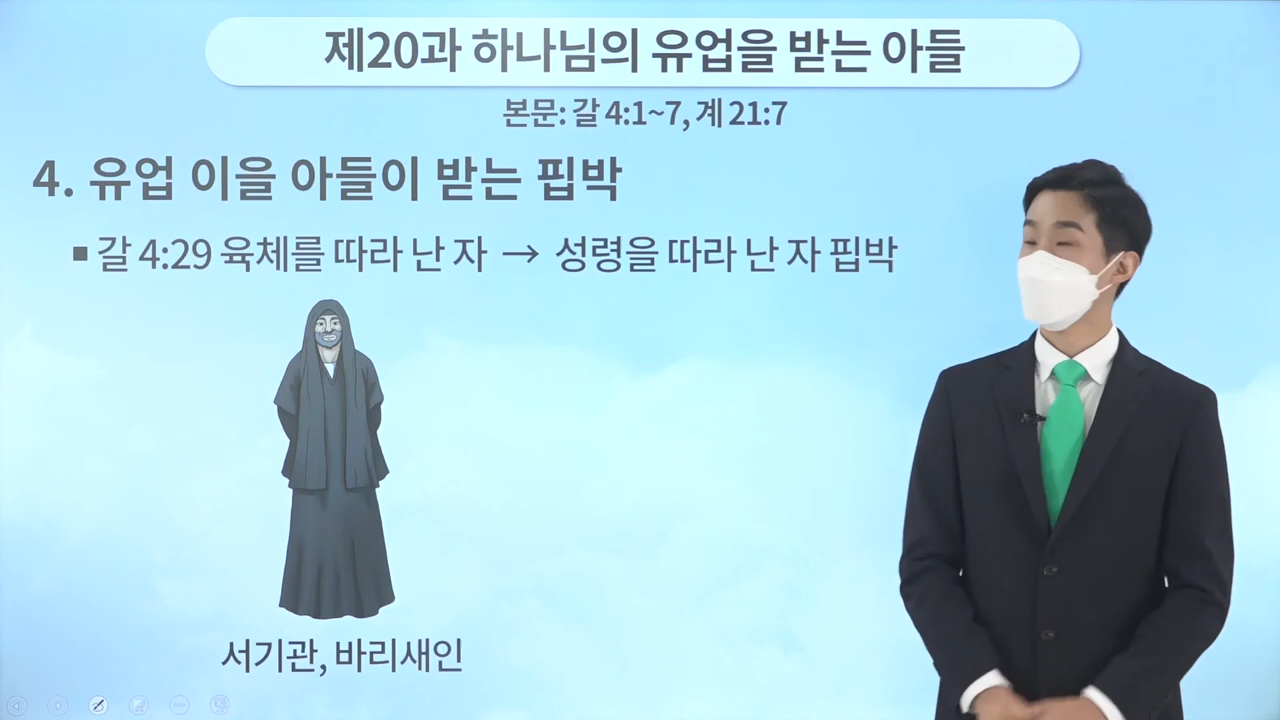 제20과 하나님의 유업을 받는 아들
본문: 갈 4:1~7, 계 21:7
4. 유업 이을 아들이 받는 핍박
▪ 갈 4:29 육체를 따라 난 자 → 성령을 따라 난 자 핍박
서기관, 바리새인